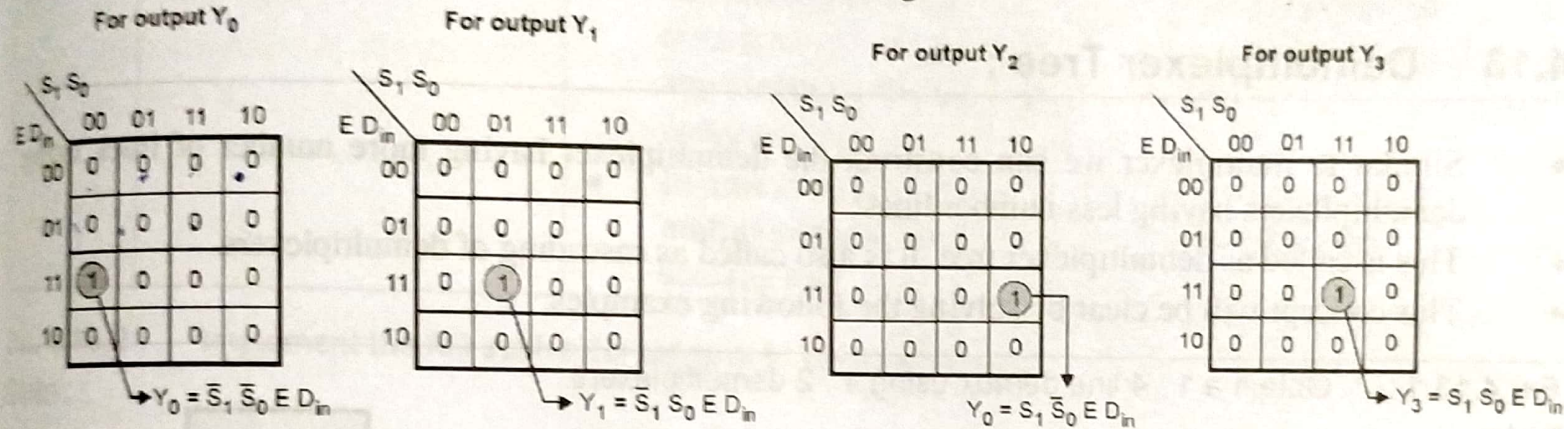 For output Y₀
S₁ S₀
E Dᵢₙ 00 01 11 10
00 0 0 0 0
01 0 0 0 0
11 1 0 0 0
10 0 0 0 0
Y₀ = S̅₁ S̅₀ E Dᵢₙ
For output Y₁
S₁ S₀
E Dᵢₙ 00 01 11 10
00 0 0 0 0
01 0 0 0 0
11 0 1 0 0
10 0 0 0 0
Y₁ = S̅₁ S₀ E Dᵢₙ
For output Y₂
S₁ S₀
E Dᵢₙ 00 01 11 10
00 0 0 0 0
01 0 0 0 0
11 0 0 0 1
10 0 0 0 0
Y₀ = S₁ S̅₀ E Dᵢₙ
For output Y₃
S₁ S₀
E Dᵢₙ 00 01 11 10
00 0 0 0 0
01 0 0 0 0
11 0 0 1 0
10 0 0 0 0
Y₃ = S₁ S₀ E Dᵢₙ